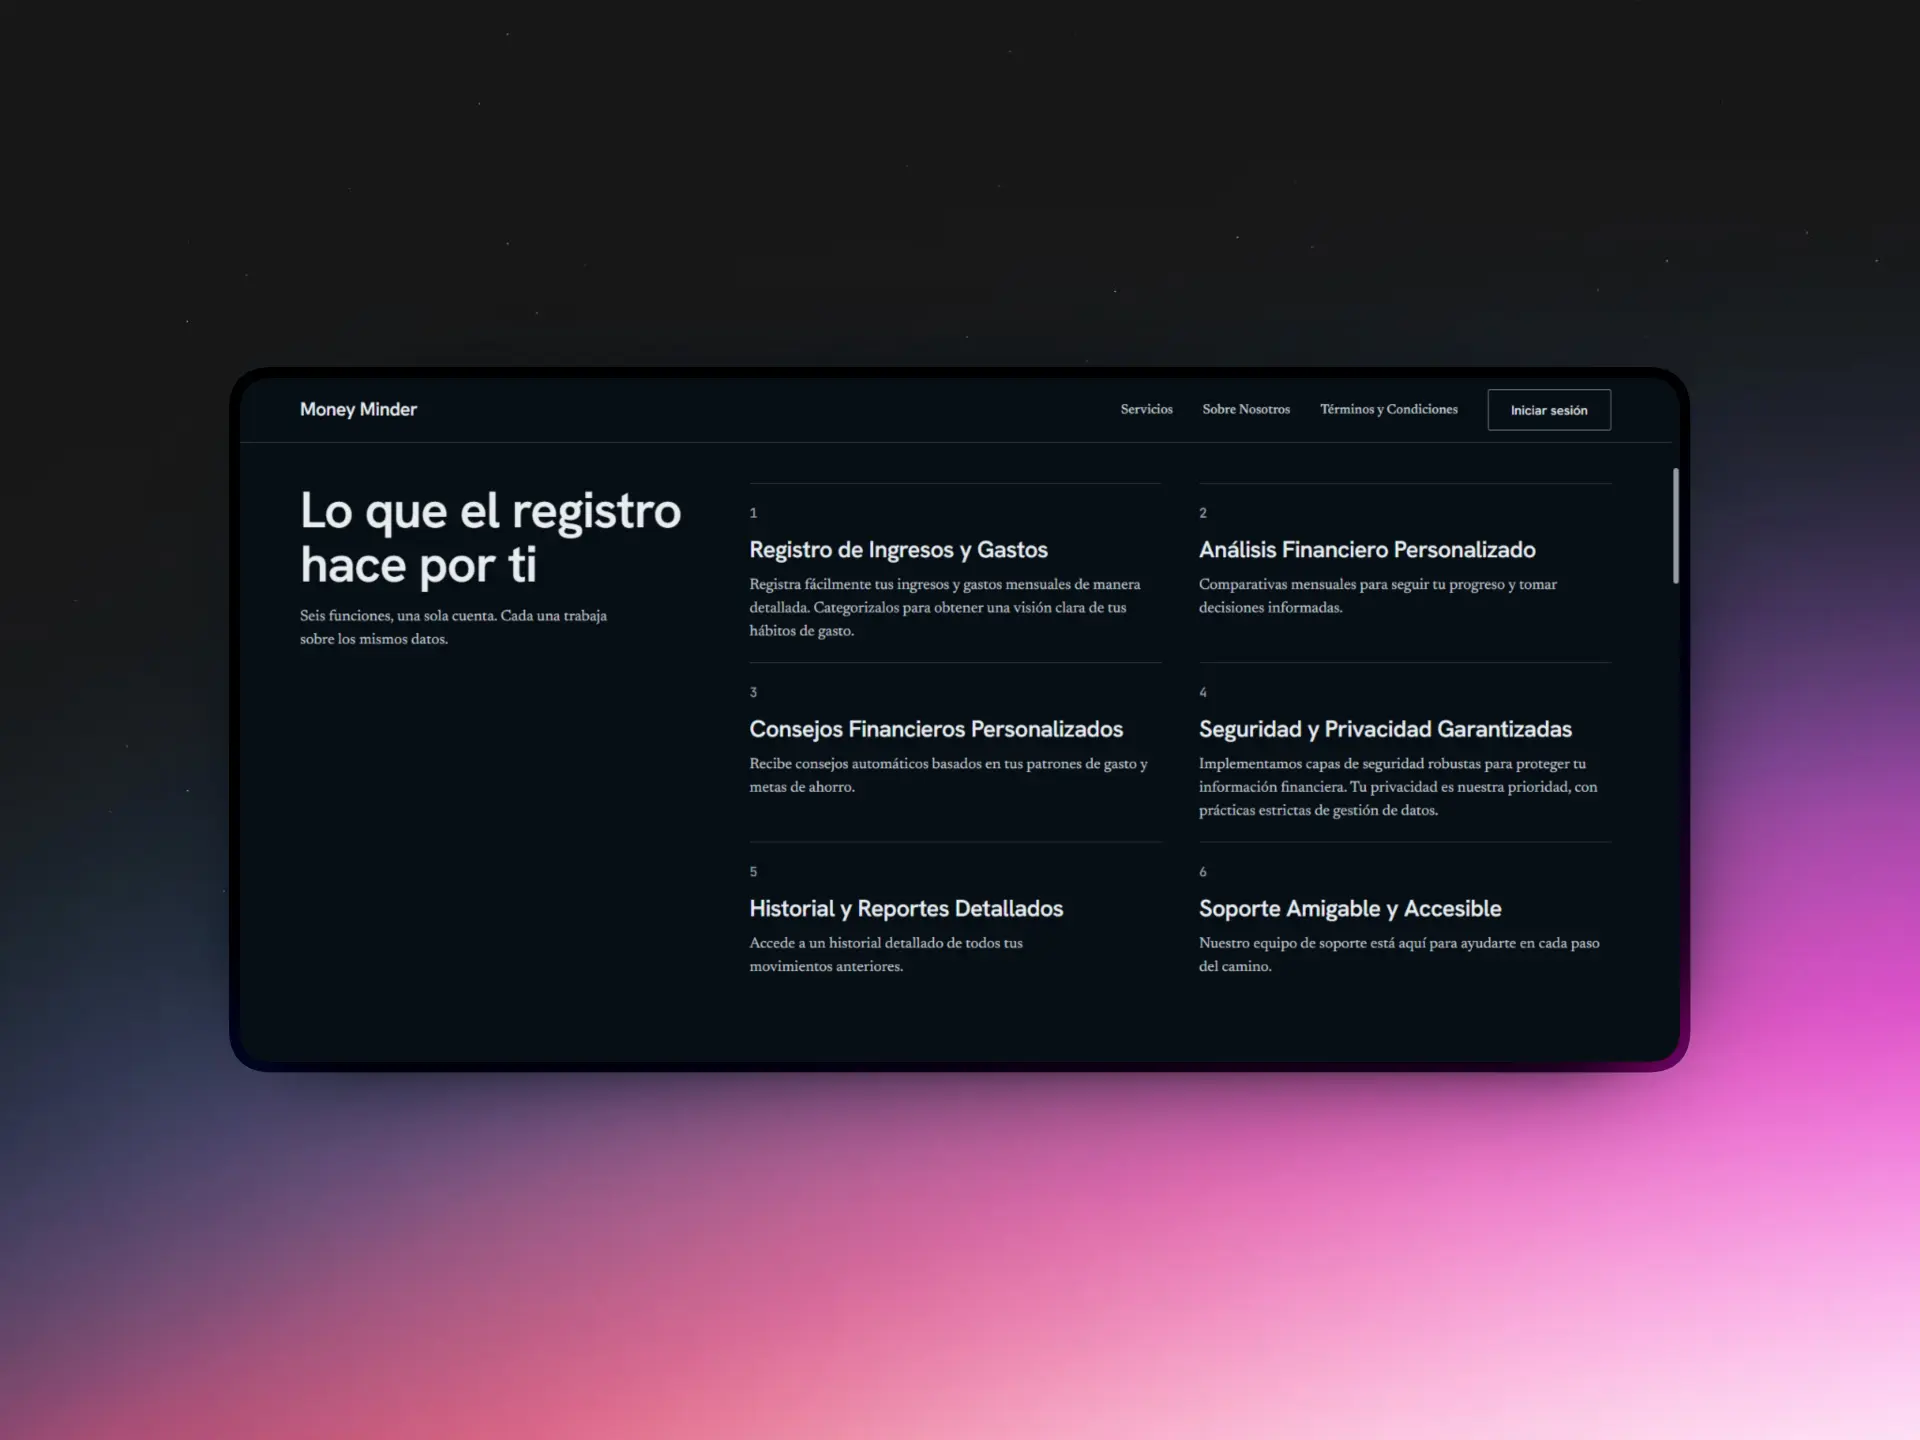 Money Minder
Servicios
Sobre Nosotros
Términos y Condiciones
Iniciar sesión
Lo que el registro
hace por ti
Seis funciones, una sola cuenta. Cada una trabaja
sobre los mismos datos.
1
Registro de Ingresos y Gastos
Registra fácilmente tus ingresos y gastos mensuales de manera
detallada. Categorizalos para obtener una visión clara de tus
hábitos de gasto.
2
Análisis Financiero Personalizado
Comparativas mensuales para seguir tu progreso y tomar
decisiones informadas.
3
Consejos Financieros Personalizados
Recibe consejos automáticos basados en tus patrones de gasto y
metas de ahorro.
4
Seguridad y Privacidad Garantizadas
Implementamos capas de seguridad robustas para proteger tu
información financiera. Tu privacidad es nuestra prioridad, con
prácticas estrictas de gestión de datos.
5
Historial y Reportes Detallados
Accede a un historial detallado de todos tus
movimientos anteriores.
6
Soporte Amigable y Accesible
Nuestro equipo de soporte está aquí para ayudarte en cada paso
del camino.